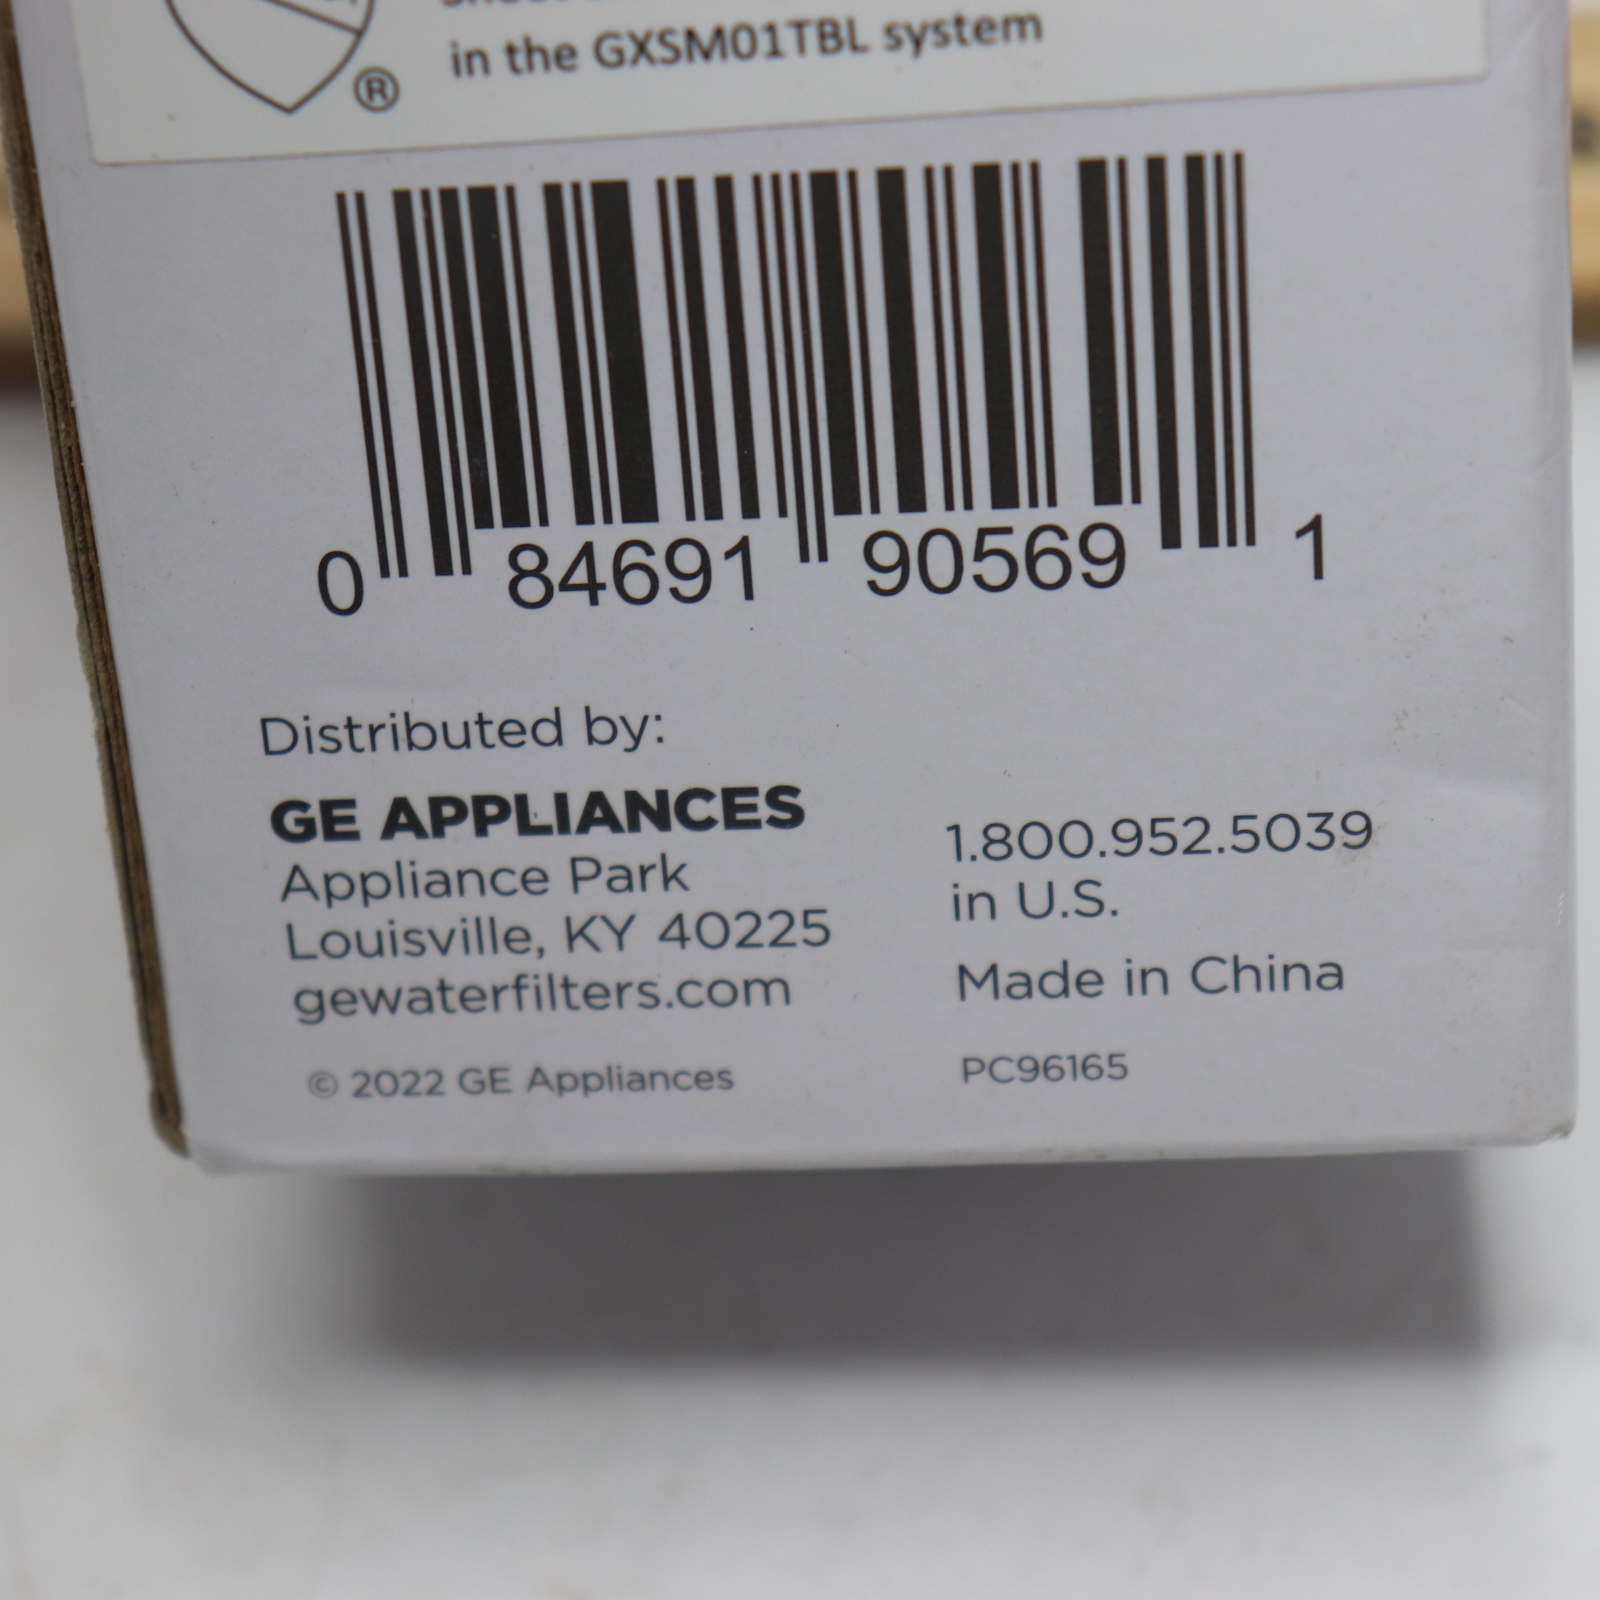 in the GXSM01TBL system
®
0 84691 90569 1
Distributed by:
GE APPLIANCES
Appliance Park
Louisville, KY 40225
gewaterfilters.com
1.800.952.5039
in U.S.
Made in China
© 2022 GE Appliances
PC96165